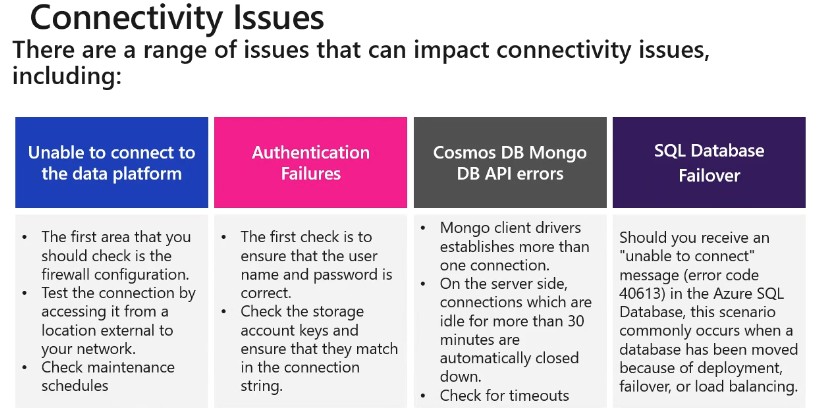 Connectivity Issues
There are a range of issues that can impact connectivity issues,
including:
Unable to connect to
the data platform
• The first area that you
should check is the
firewall configuration.
• Test the connection by
accessing it from a
location external to
your network.
• Check maintenance
schedules
Authentication
Failures
• The first check is to
ensure that the user
name and password is
correct.
• Check the storage
account keys and
ensure that they match
in the connection
string.
Cosmos DB Mongo
DB API errors
• Mongo client drivers
establishes more than
one connection.
• On the server side,
connections which are
idle for more than 30
minutes are
automatically closed
down.
• Check for timeouts
SQL Database
Failover
Should you receive an
"unable to connect"
message (error code
40613) in the Azure SQL
Database, this scenario
commonly occurs when a
database has been moved
because of deployment,
failover, or load balancing.